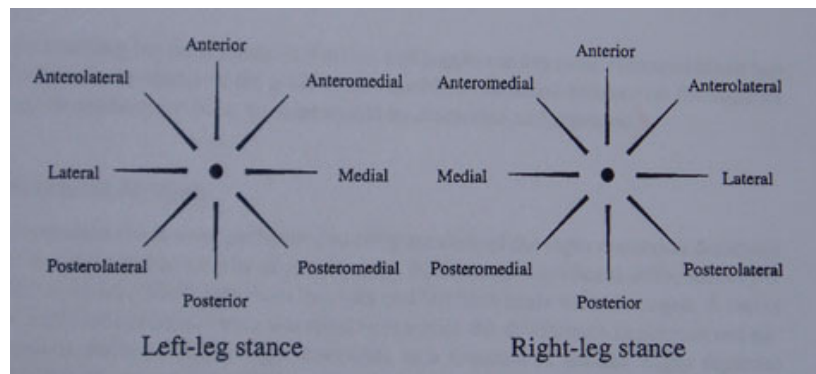 Anterior
Anterolateral
Anteromedial
Lateral
Medial
Posterolateral
Posteromedial
Posterior
Left-leg stance
Anterior
Anteromedial
Anterolateral
Medial
Lateral
Posteromedial
Posterolateral
Posterior
Right-leg stance